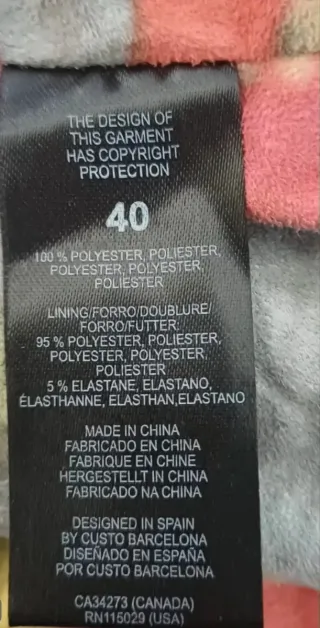 THE DESIGN OF
THIS GARMENT
HAS COPYRIGHT
PROTECTION
40
100 % POLYESTER, POLIESTER,
POLYESTER, POLYESTER,
POLIESTER
LINING/FORRO/DOUBLURE/
FORRO/FUTTER:
95 % POLYESTER, POLIESTER,
POLYESTER, POLYESTER,
POLIESTER
5 % ELASTANE, ELASTANO,
ÉLASTHANNE, ELASTHAN,ELASTANO
MADE IN CHINA
FABRICADO EN CHINA
FABRIQUE EN CHINE
HERGESTELLT IN CHINA
FABRICADO NA CHINA
DESIGNED IN SPAIN
BY CUSTO BARCELONA
DISEÑADO EN ESPAÑA
POR CUSTO BARCELONA
CA34273 (CANADA)
RN115029 (USA)